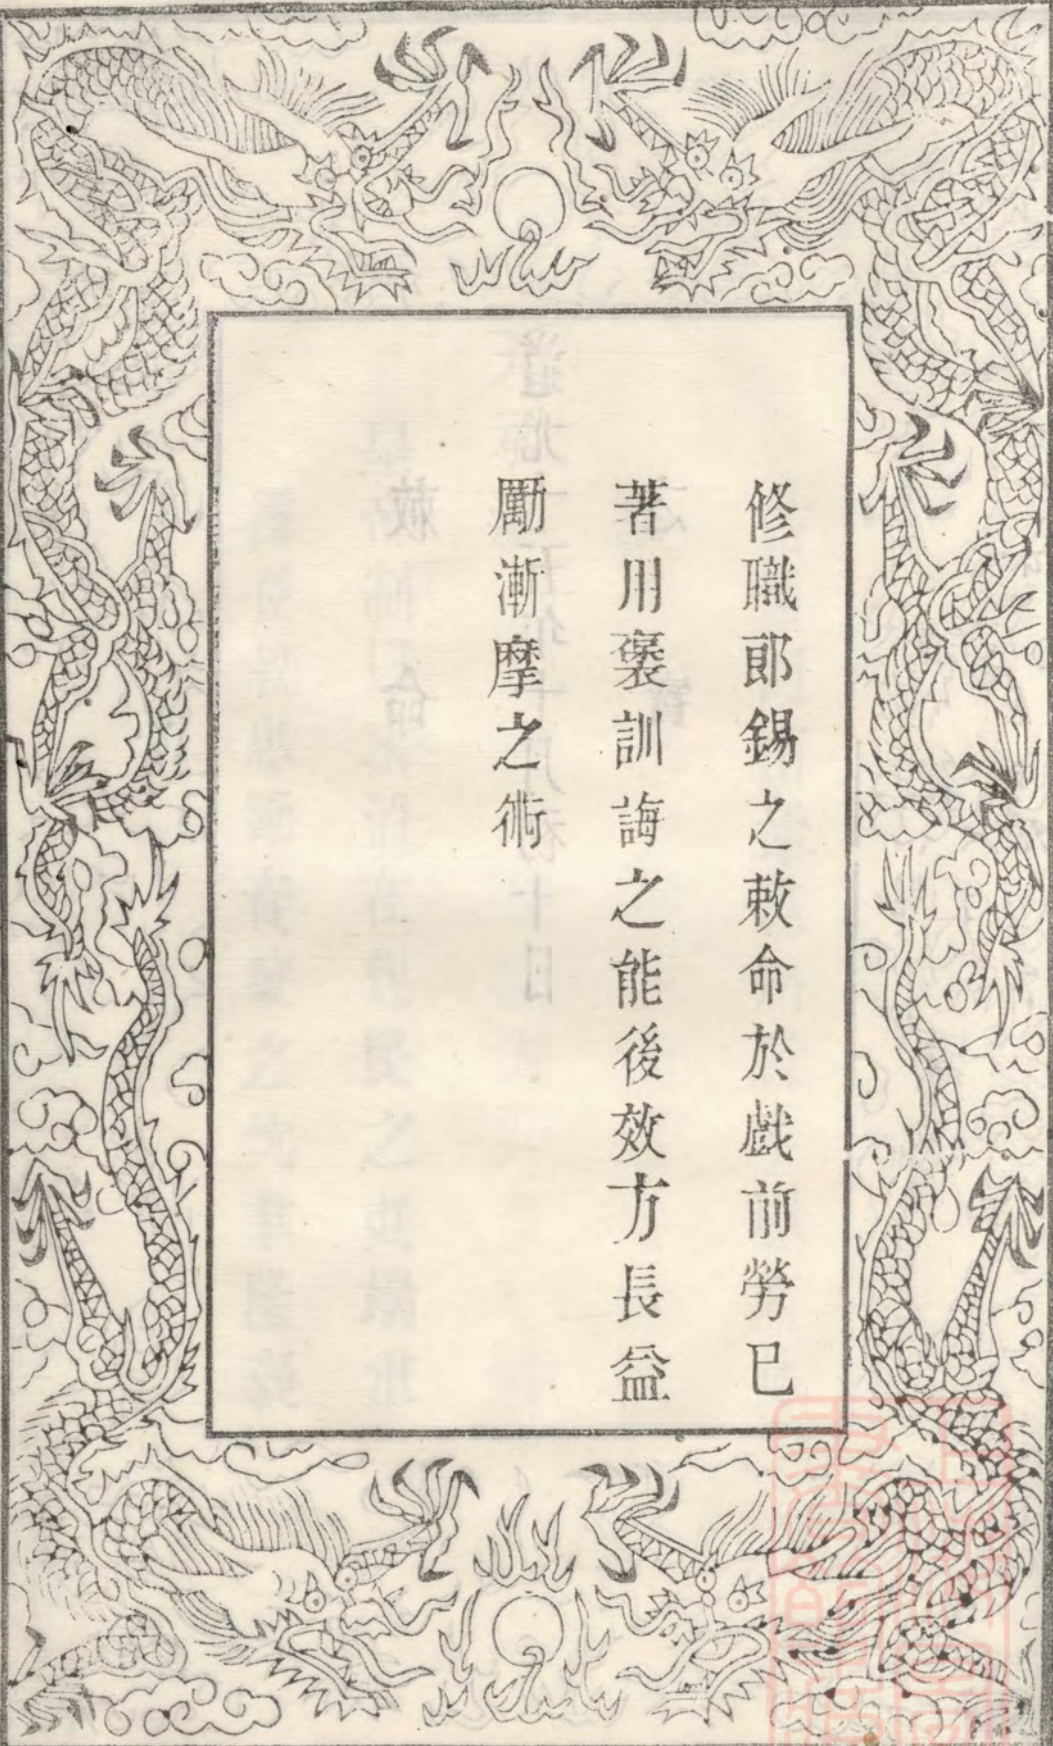 修職郎錫之敕命於戲前勞已
著用褒訓誨之能後效方長益
勵漸摩之術